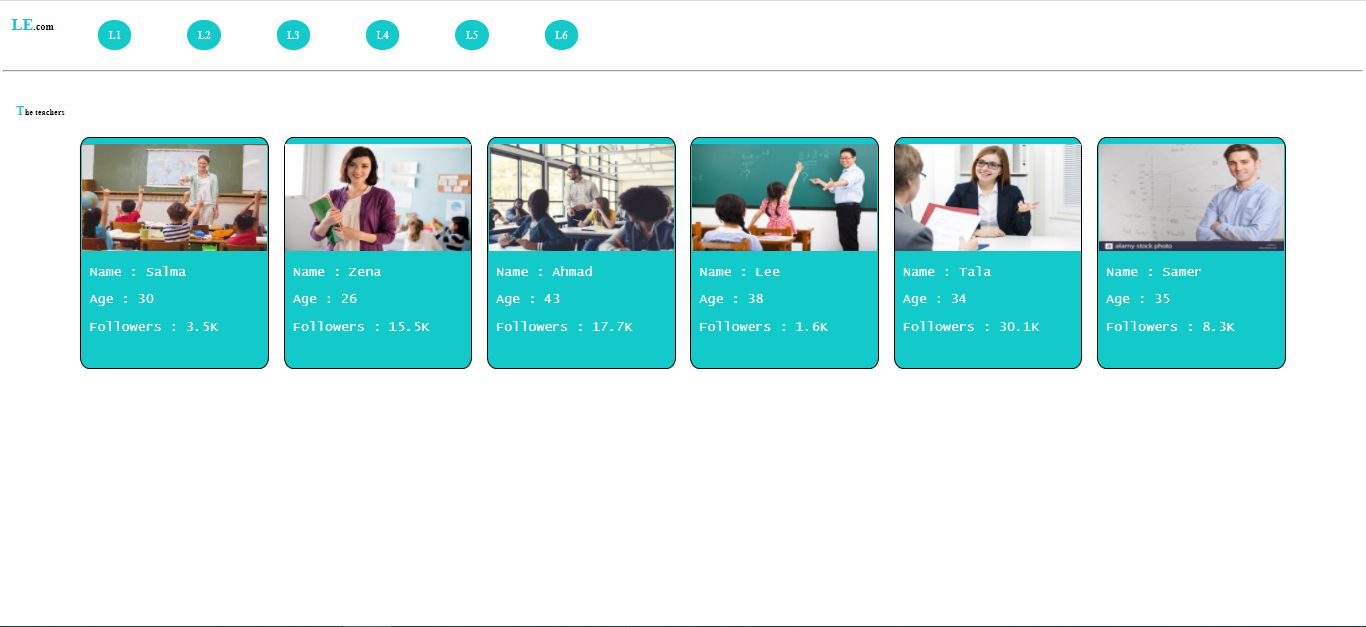 LE.com
L1 L2 L3 L4 L5 L6
The teachers
Name : Salma
Age : 30
Followers : 3.5K
Name : Zena
Age : 26
Followers : 15.5K
Name : Ahmad
Age : 43
Followers : 17.7K
Name : Lee
Age : 38
Followers : 1.6K
Name : Tala
Age : 34
Followers : 30.1K
a alamy stock photo
Name : Samer
Age : 35
Followers : 8.3K